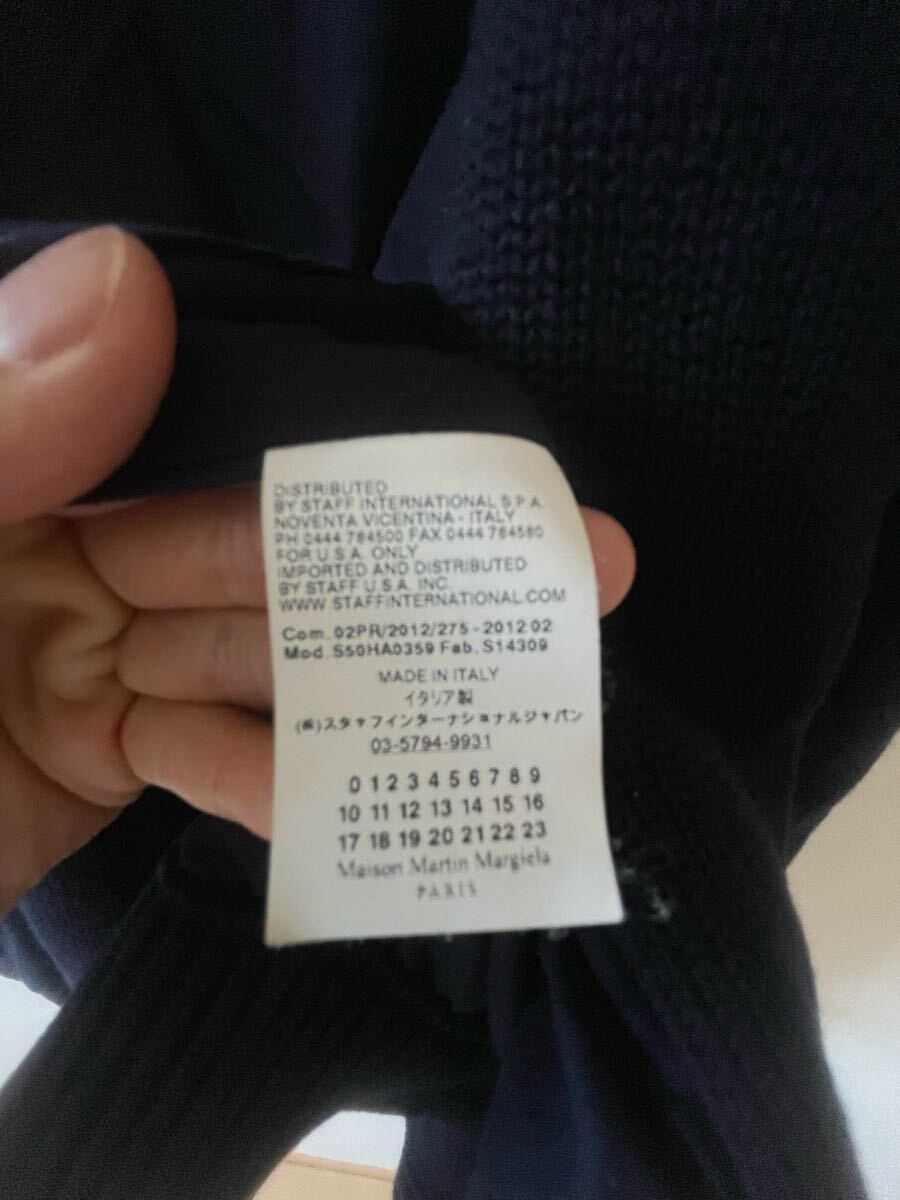 DISTRIBUTED
BY STAFF INTERNATIONAL S.P.A.
NOVENTA VICENTINA - ITALY
PH 0444 784500 FAX 0444 784580
FOR U.S.A. ONLY
IMPORTED AND DISTRIBUTED
BY STAFF U.S.A. INC.
WWW.STAFFINTERNATIONAL.COM
Com. 02PR/2012/275 - 2012 02
Mod. S50HA0359 Fab. S14309
MADE IN ITALY
イタリア製
(株)スタッフインターナショナルジャパン
03-5794-9931
0 1 2 3 4 5 6 7 8 9
10 11 12 13 14 15 16
17 18 19 20 21 22 23
Maison Martin Margiela
PARIS